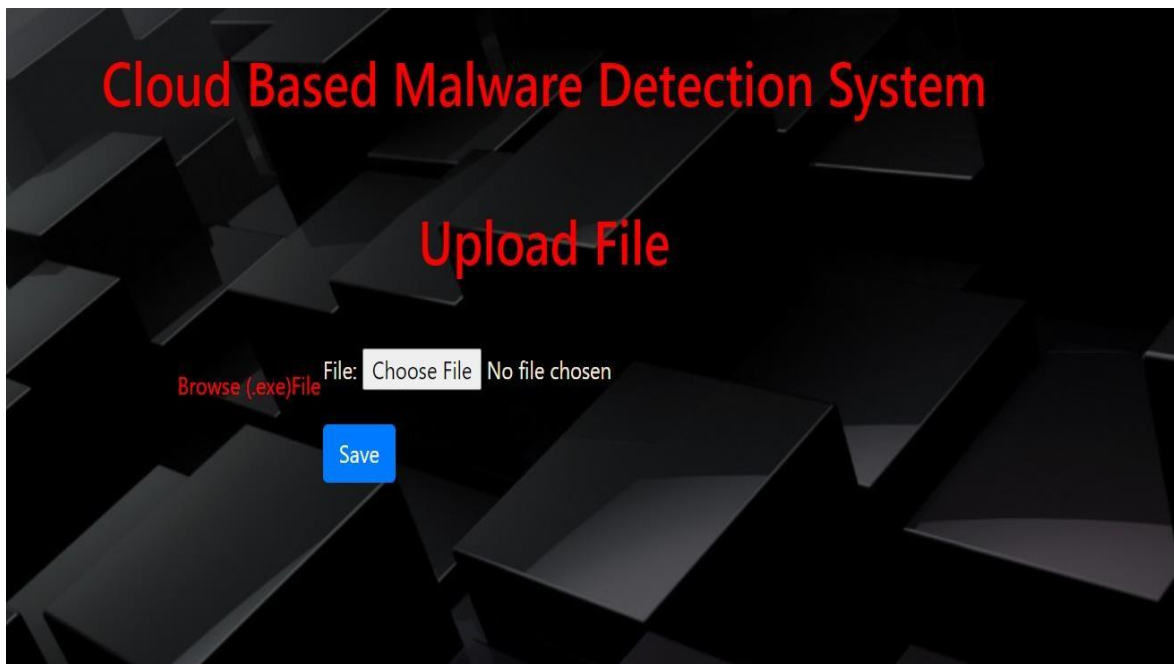 Cloud Based Malware Detection System
Upload File
Browse (.exe)File File: Choose File No file chosen
Save